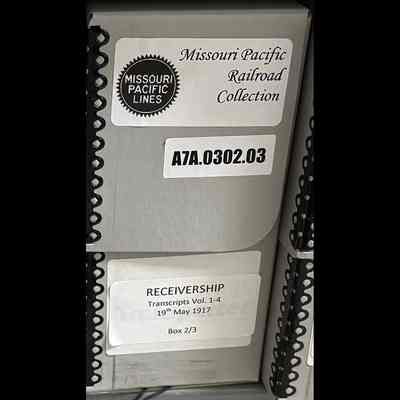 MISSOURI
PACIFIC
LINES
Missouri Pacific
Railroad
Collection
A7A.0302.03
RECEIVERSHIP
Transcripts Vol. 1-4
19th May 1917
Box 2/3